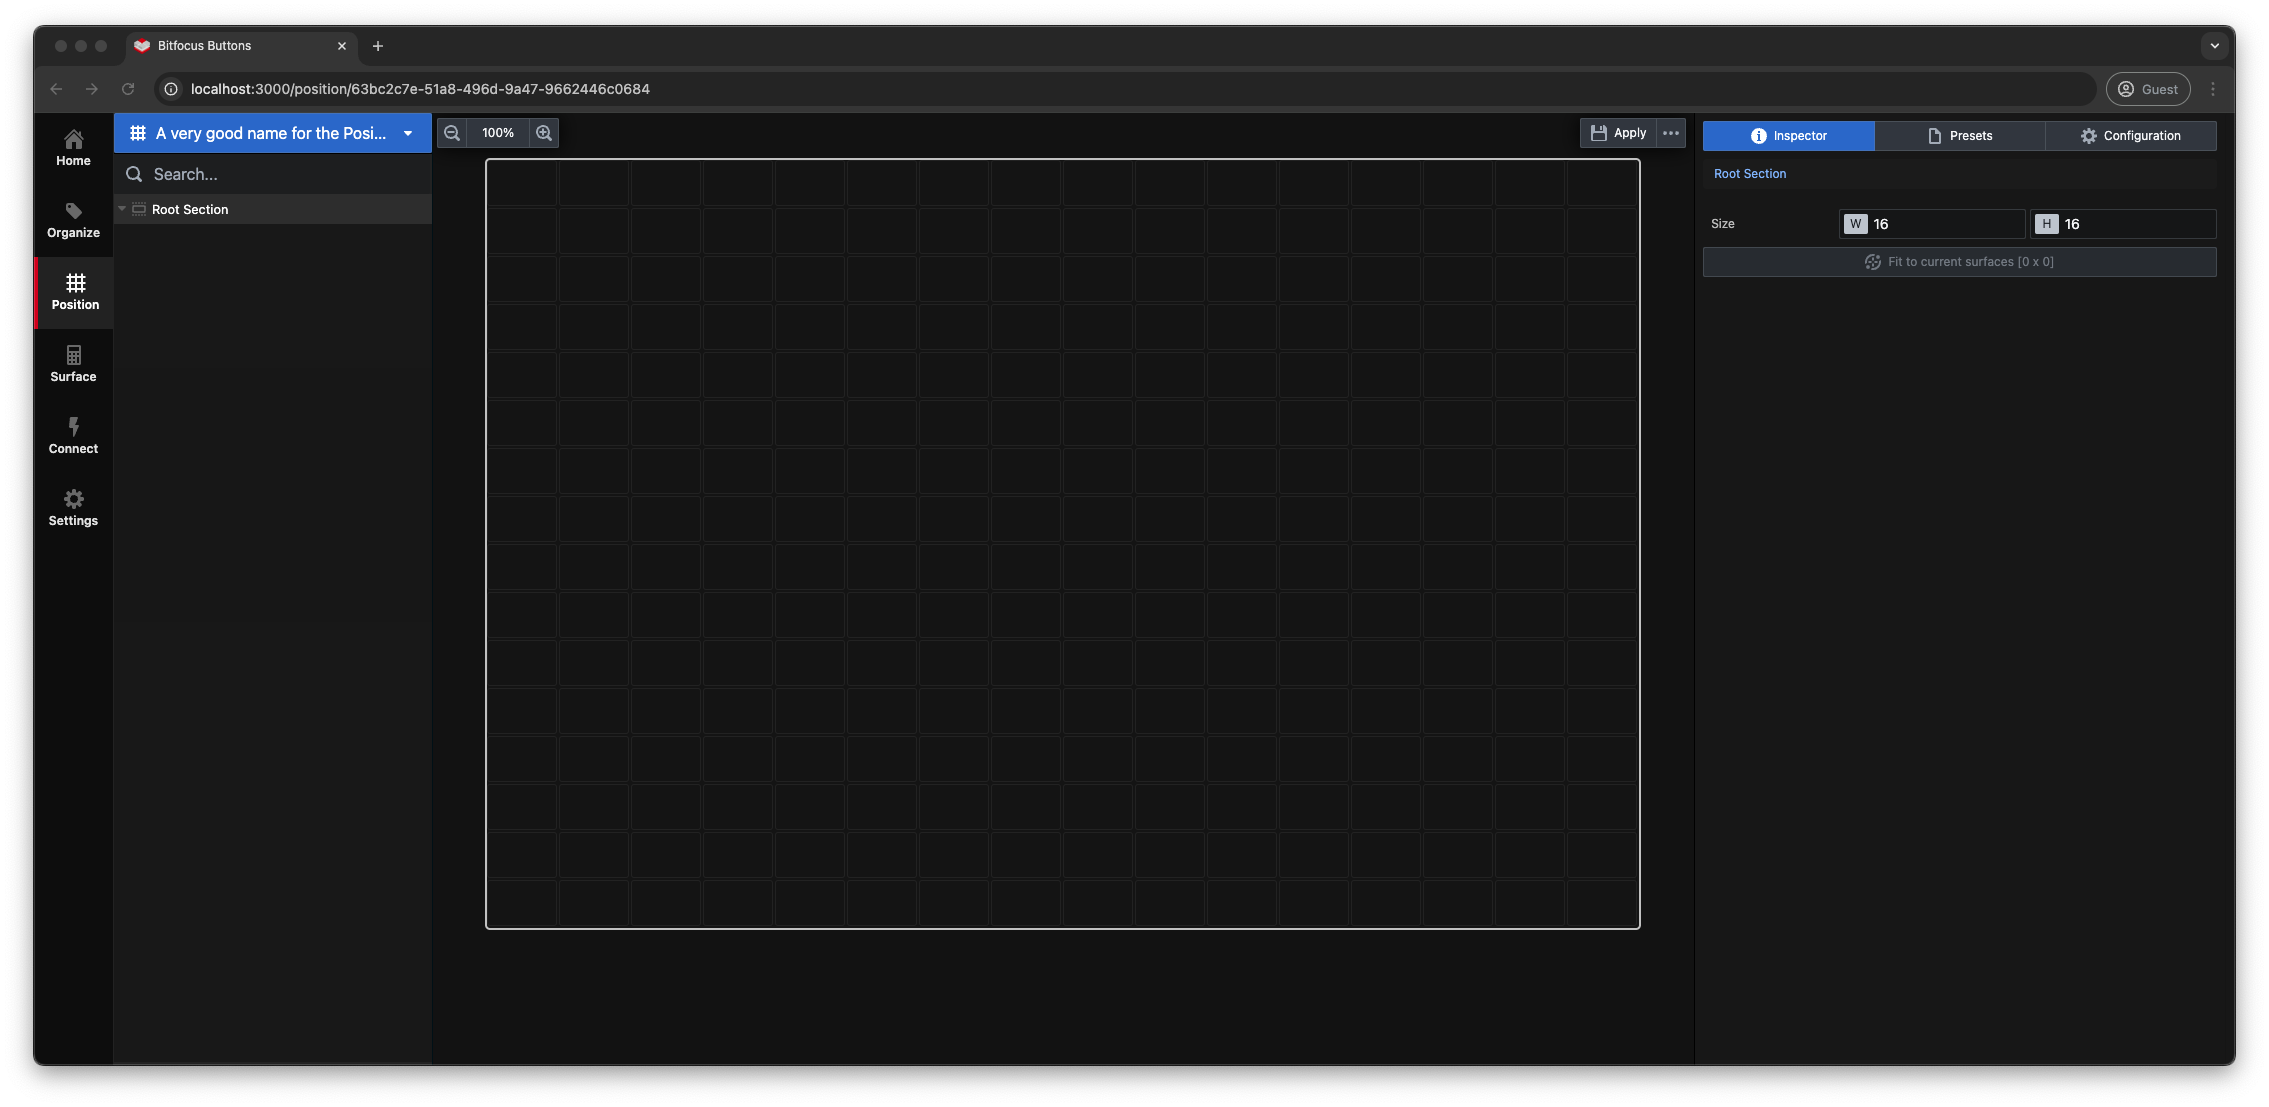 Bitfocus Buttons
localhost:3000/position/63bc2c7e-51a8-496d-9a47-9662446c0684
Guest
Home
Organize
Position
Surface
Connect
Settings
A very good name for the Posi...
Search...
Root Section
100%
Apply
Inspector
Presets
Configuration
Root Section
Size
W 16
H 16
Fit to current surfaces [0 x 0]